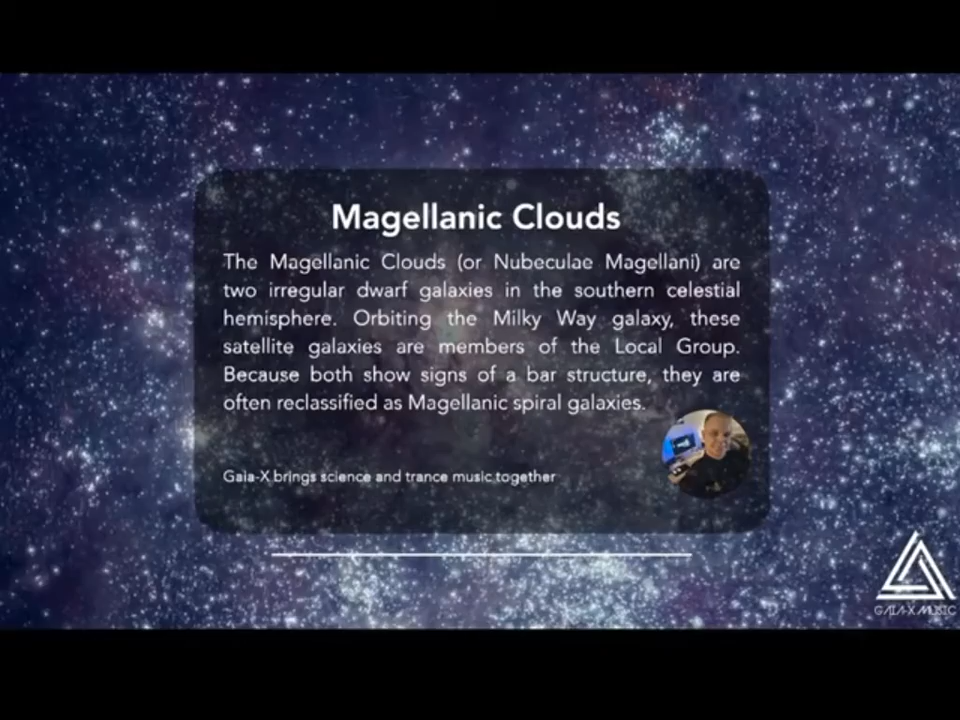 Magellanic Clouds
The Magellanic Clouds (or Nubeculae Magellani) are
two irregular dwarf galaxies in the southern celestial
hemisphere. Orbiting the Milky Way galaxy, these
satellite galaxies are members of the Local Group.
Because both show signs of a bar structure, they are
often reclassified as Magellanic spiral galaxies.
Gaia-X brings science and trance music together
GAIA-X MUSIC